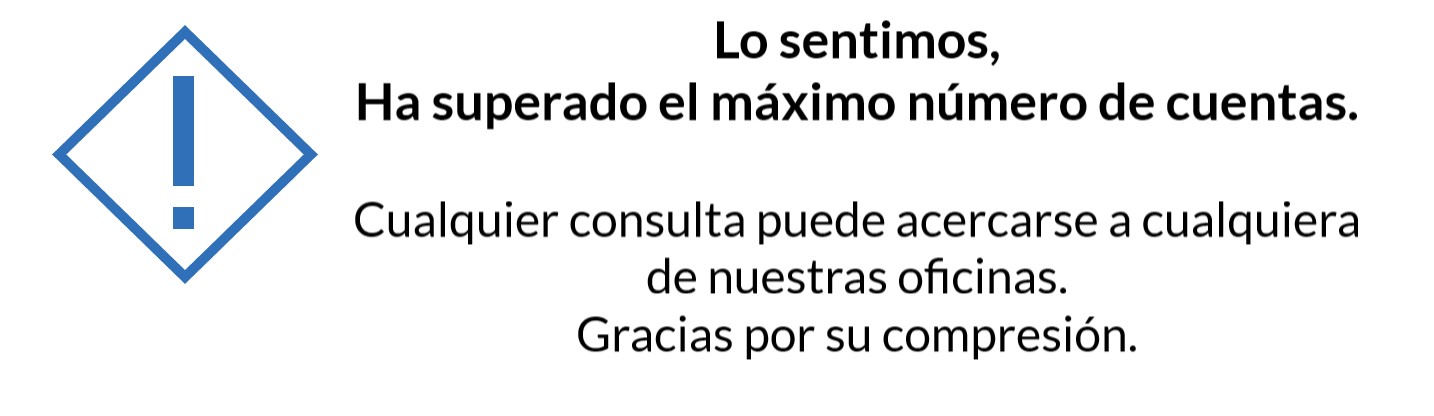 Lo sentimos,
Ha superado el máximo número de cuentas.
Cualquier consulta puede acercarse a cualquiera
de nuestras oficinas.
Gracias por su compresión.